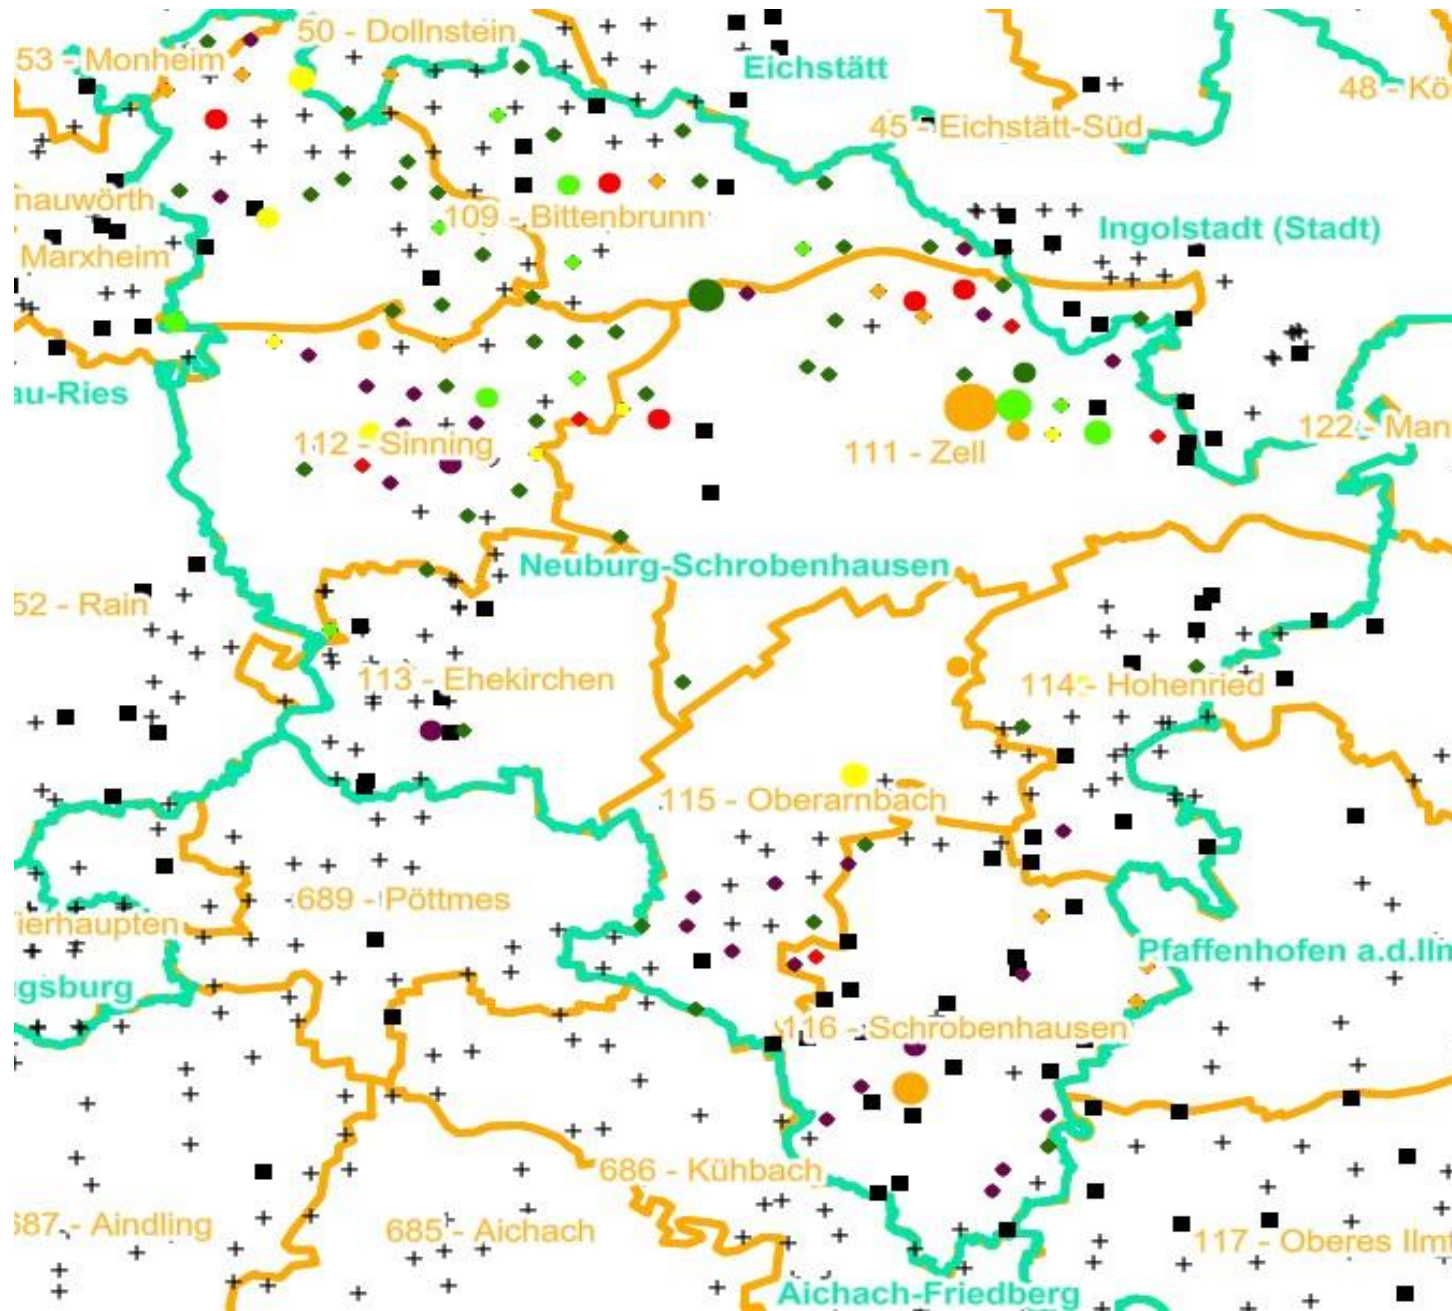 50 - Dollnstein
53 - Monheim
Eichstätt
48 - Kö
45 - Eichstätt-Süd
nauwörth
109 - Bittenbrunn
Ingolstadt (Stadt)
Marxheim
au-Ries
122 - Man
112 - Sinning
111 - Zell
Neuburg-Schrobenhausen
52 - Rain
113 - Ehekirchen
114 - Hohenried
115 - Oberarnbach
689 - Pöttmes
ierhaupten
Pfaffenhofen a.d.Ilm
gsburg
116 - Schrobenhausen
686 - Kühbach
687 - Aindling
685 - Aichach
117 - Oberes Ilmt
Aichach-Friedberg